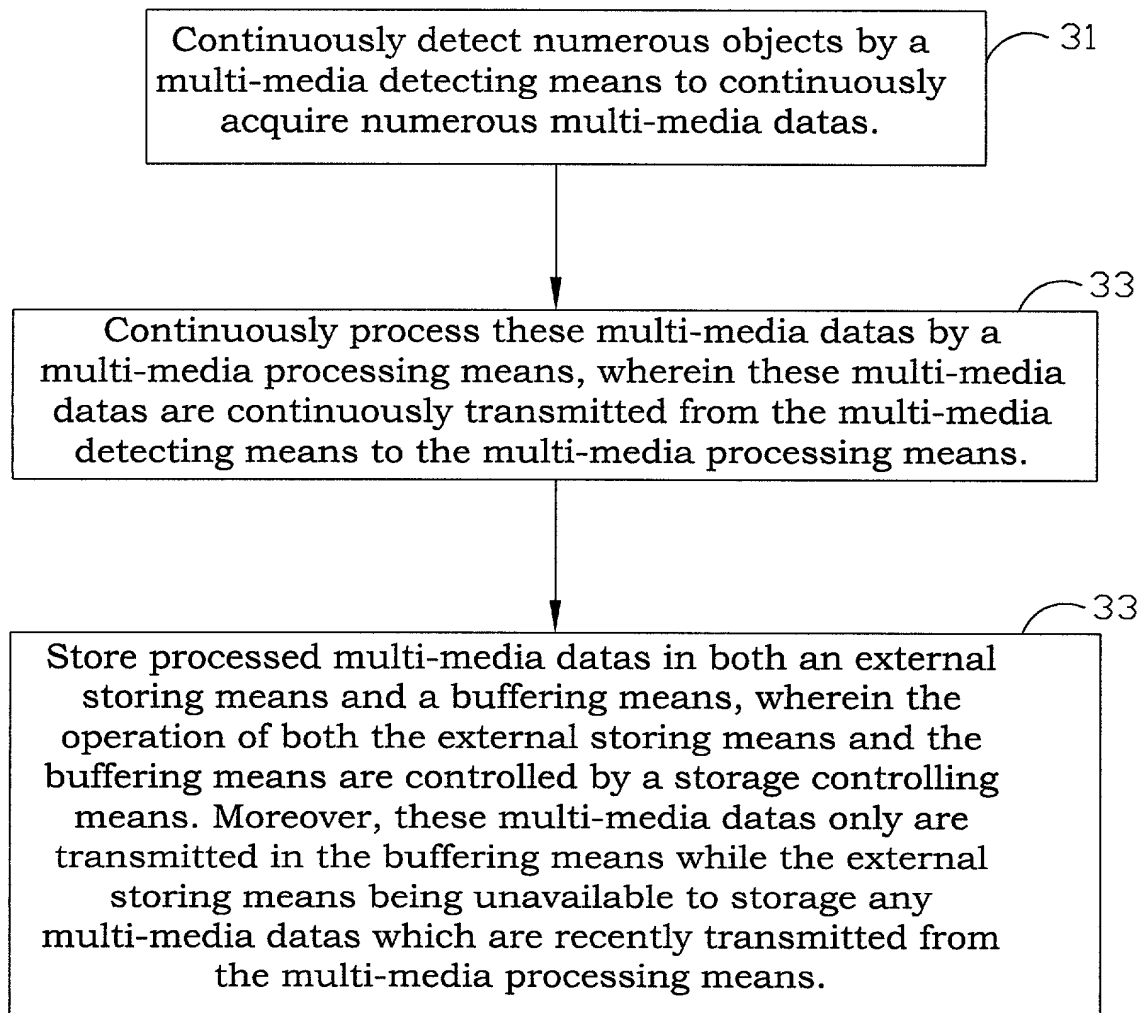 Continuously detect numerous objects by a
multi-media detecting means to continuously
acquire numerous multi-media datas.
31
33
Continuously process these multi-media datas by a
multi-media processing means, wherein these multi-media
datas are continuously transmitted from the multi-media
detecting means to the multi-media processing means.
33
Store processed multi-media datas in both an external
storing means and a buffering means, wherein the
operation of both the external storing means and the
buffering means are controlled by a storage controlling
means. Moreover, these multi-media datas only are
transmitted in the buffering means while the external
storing means being unavailable to storage any
multi-media datas which are recently transmitted from
the multi-media processing means.